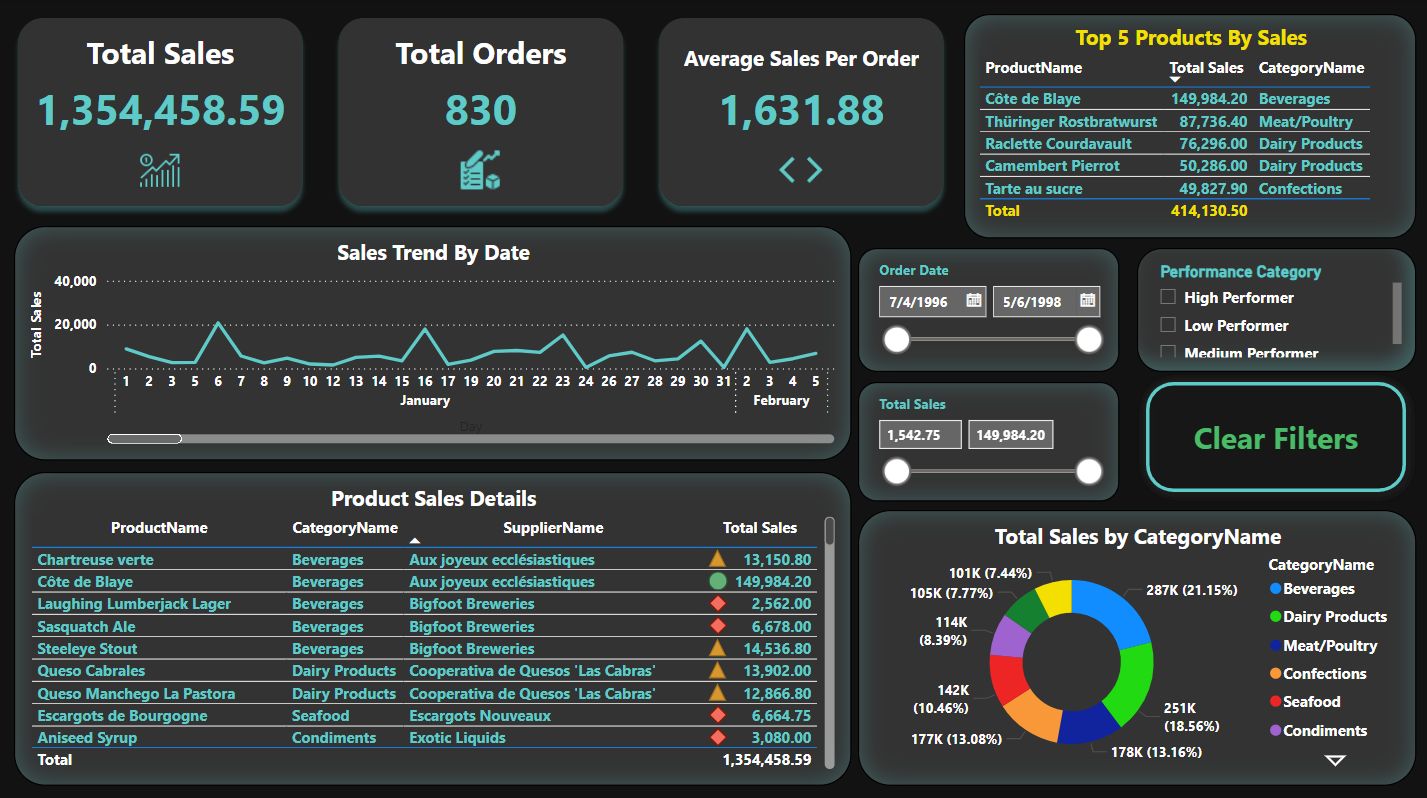 Total Sales
1,354,458.59
Total Orders
830
Average Sales Per Order
1,631.88
Top 5 Products By Sales
ProductName Total Sales CategoryName
Côte de Blaye 149,984.20 Beverages
Thüringer Rostbratwurst 87,736.40 Meat/Poultry
Raclette Courdavault 76,296.00 Dairy Products
Camembert Pierrot 50,286.00 Dairy Products
Tarte au sucre 49,827.90 Confections
Total 414,130.50
Sales Trend By Date
Total Sales
40,000
20,000
0
1 2 3 5 6 7 8 9 10 12 13 14 15 16 17 19 20 21 22 23 24 26 27 28 29 30 31 2 3 4 5
January February
Day
Order Date
7/4/1996 5/6/1998
Performance Category
High Performer
Low Performer
Medium Performer
Total Sales
1,542.75 149,984.20
Clear Filters
Product Sales Details
ProductName CategoryName SupplierName Total Sales
Chartreuse verte Beverages Aux joyeux ecclésiastiques 13,150.80
Côte de Blaye Beverages Aux joyeux ecclésiastiques 149,984.20
Laughing Lumberjack Lager Beverages Bigfoot Breweries 2,562.00
Sasquatch Ale Beverages Bigfoot Breweries 6,678.00
Steeleye Stout Beverages Bigfoot Breweries 14,536.80
Queso Cabrales Dairy Products Cooperativa de Quesos 'Las Cabras' 13,902.00
Queso Manchego La Pastora Dairy Products Cooperativa de Quesos 'Las Cabras' 12,866.80
Escargots de Bourgogne Seafood Escargots Nouveaux 6,664.75
Aniseed Syrup Condiments Exotic Liquids 3,080.00
Total 1,354,458.59
Total Sales by CategoryName
101K (7.44%)
105K (7.77%)
114K
(8.39%)
142K
(10.46%)
177K (13.08%)
178K (13.16%)
251K
(18.56%)
287K (21.15%)
CategoryName
Beverages
Dairy Products
Meat/Poultry
Confections
Seafood
Condiments